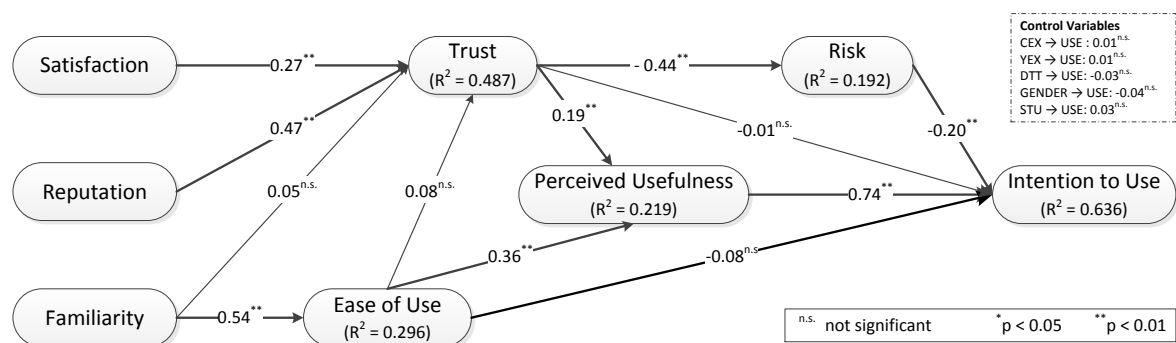 Control Variables
CEX → USE : 0.01n.s.
YEX → USE: 0.01n.s.
DTT → USE: -0.03n.s.
GENDER → USE: -0.04n.s.
STU → USE: 0.03n.s.
Satisfaction
0.27**
Trust
(R² = 0.487)
- 0.44**
Risk
(R² = 0.192)
0.47**
0.19**
-0.01n.s.
-0.20**
Reputation
0.05n.s.
0.08n.s.
Perceived Usefulness
(R² = 0.219)
0.74**
Intention to Use
(R² = 0.636)
0.36**
-0.08n.s
Familiarity
0.54**
Ease of Use
(R² = 0.296)
n.s. not significant *p < 0.05 **p < 0.01